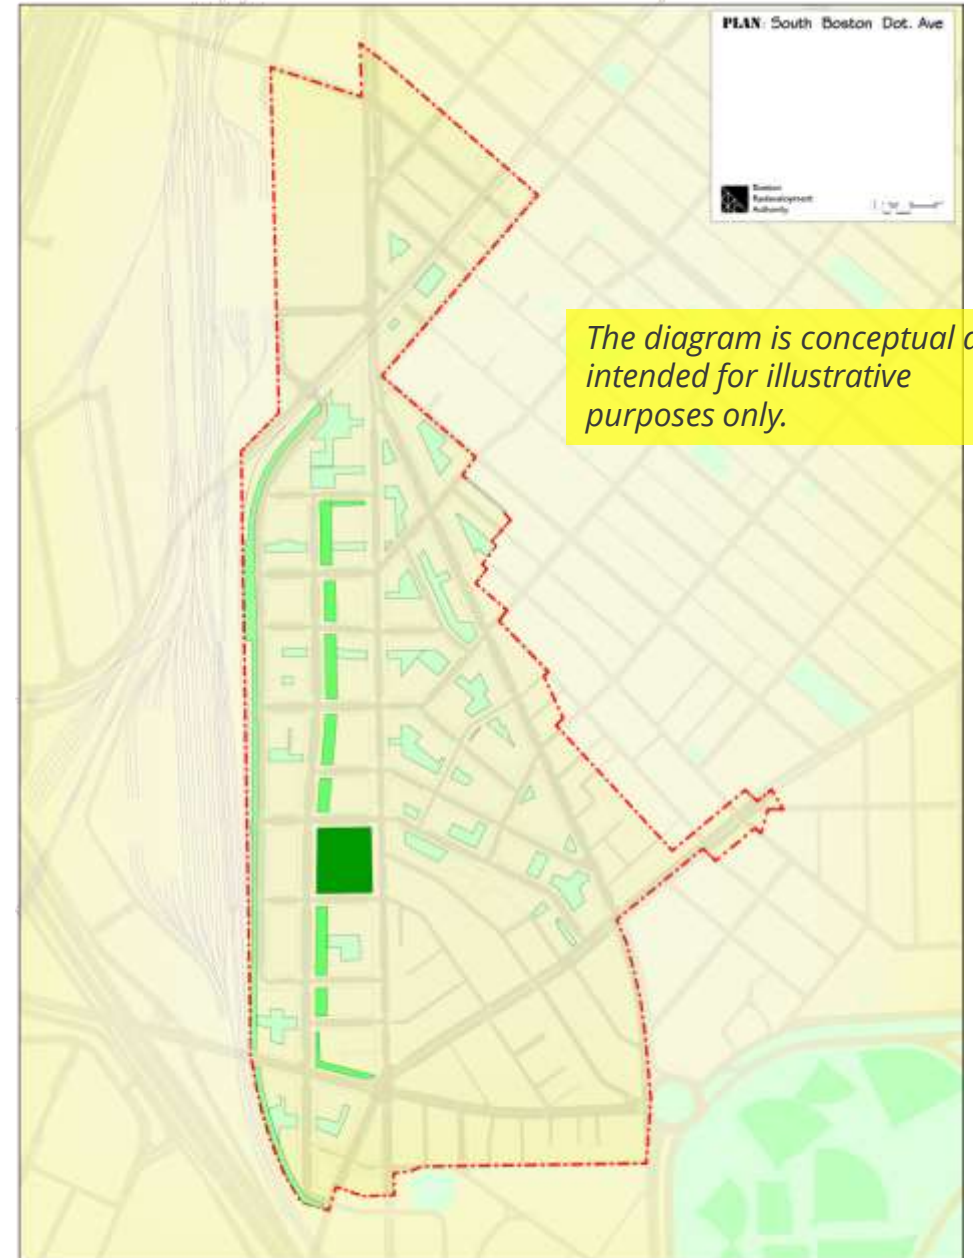 PLAN: South Boston Dot. Ave
The diagram is conceptual a
intended for illustrative
purposes only.
Boston
Redevelopment
Authority